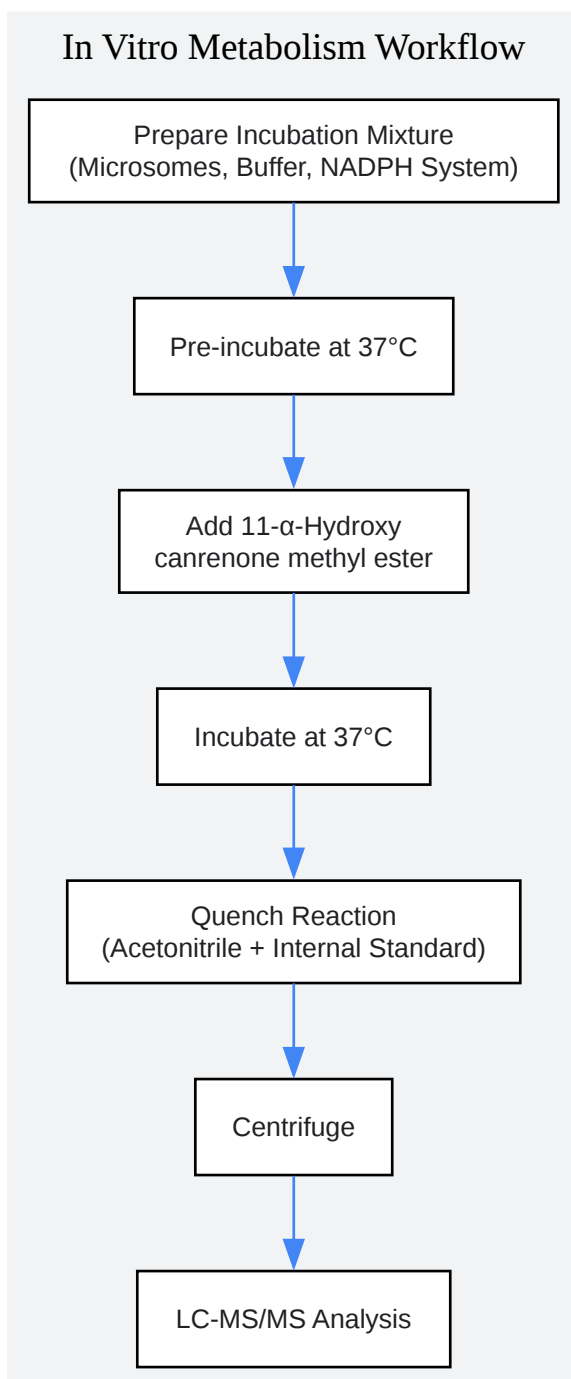 In Vitro Metabolism Workflow
Prepare Incubation Mixture
(Microsomes, Buffer, NADPH System)
Pre-incubate at 37°C
Add 11-α-Hydroxy
canrenone methyl ester
Incubate at 37°C
Quench Reaction
(Acetonitrile + Internal Standard)
Centrifuge
LC-MS/MS Analysis